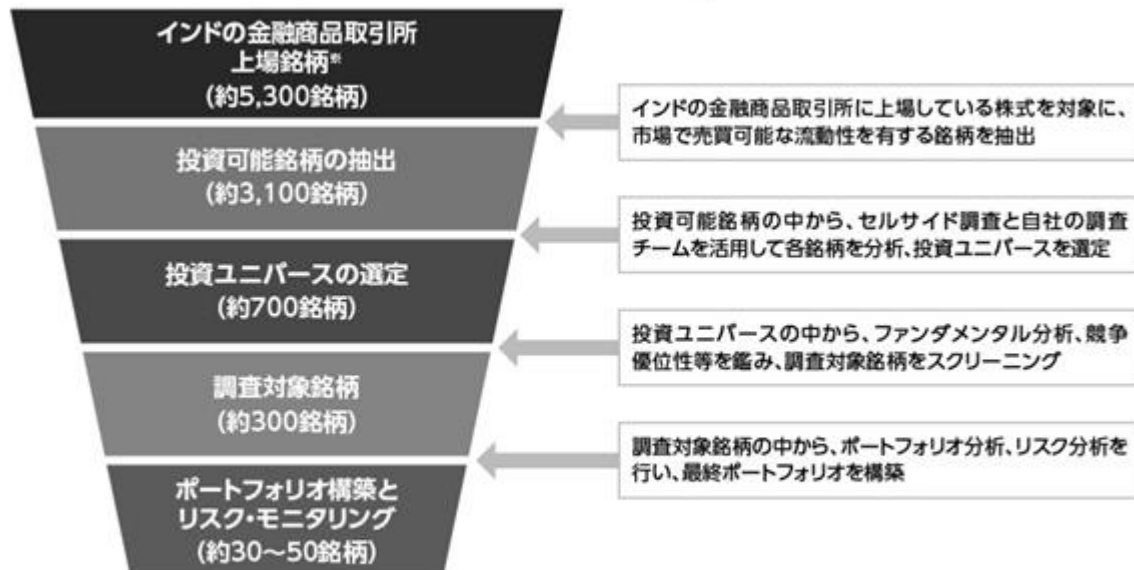 インドの金融商品取引所
上場銘柄※
(約5,300銘柄)
インドの金融商品取引所に上場している株式を対象に、
市場で売買可能な流動性を有する銘柄を抽出
投資可能銘柄の抽出
(約3,100銘柄)
投資可能銘柄の中から、セルサイド調査と自社の調査
チームを活用して各銘柄を分析、投資ユニバースを選定
投資ユニバースの選定
(約700銘柄)
投資ユニバースの中から、ファンダメンタル分析、競争
優位性等を鑑み、調査対象銘柄をスクリーニング
調査対象銘柄
(約300銘柄)
調査対象銘柄の中から、ポートフォリオ分析、リスク分析を
行い、最終ポートフォリオを構築
ポートフォリオ構築と
リスク・モニタリング
(約30～50銘柄)